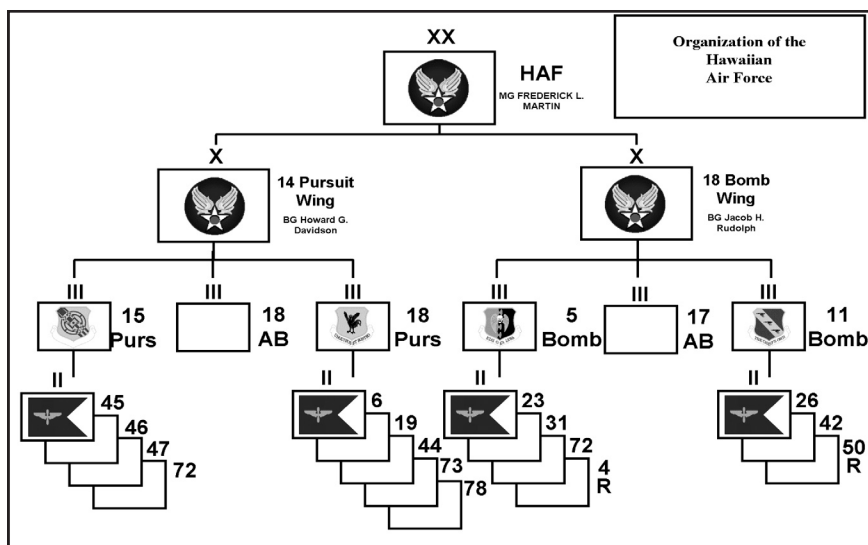 XX
Organization of the
Hawaiian
Air Force
HAF
MG FREDERICK L.
MARTIN
X
14 Pursuit
Wing
BG Howard G.
Davidson
X
18 Bomb
Wing
BG Jacob H.
Rudolph
III
15
Purs
III
18
AB
III
18
Purs
III
5
Bomb
III
17
AB
III
11
Bomb
II
45
46
47
72
II
6
19
44
73
78
II
23
31
72
4
R
II
26
42
50
R